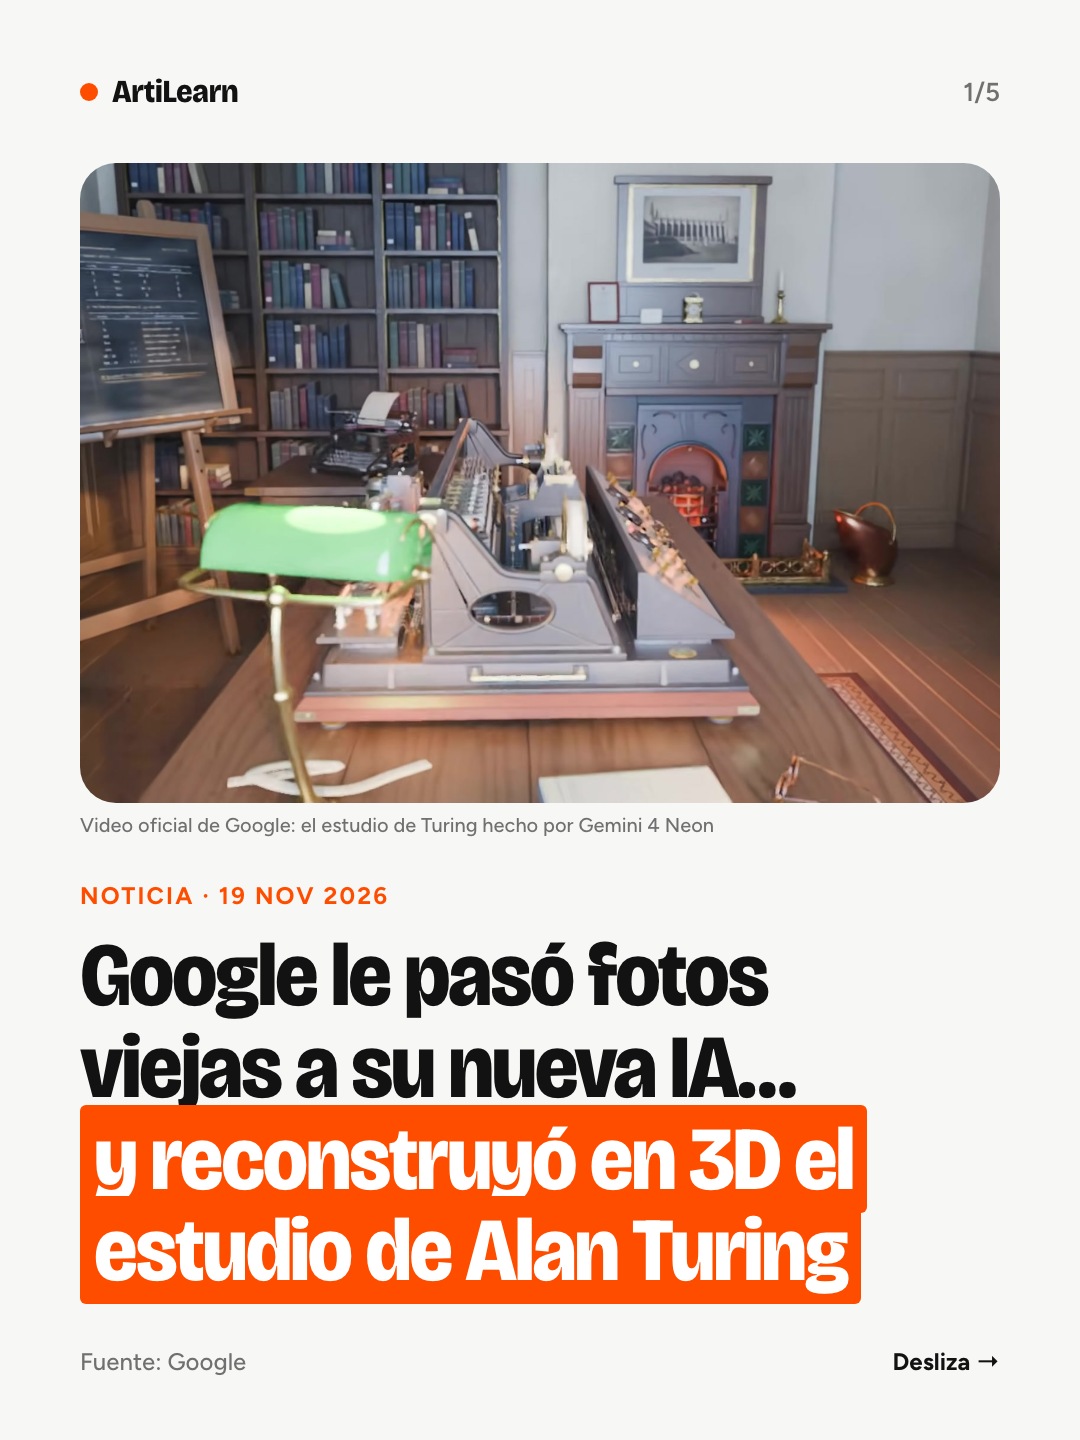 ArtiLearn
1/5
Video oficial de Google: el estudio de Turing hecho por Gemini 4 Neon
NOTICIA · 19 NOV 2026
Google le pasó fotos
viejas a su nueva IA...
y reconstruyó en 3D el
estudio de Alan Turing
Fuente: Google
Desliza →